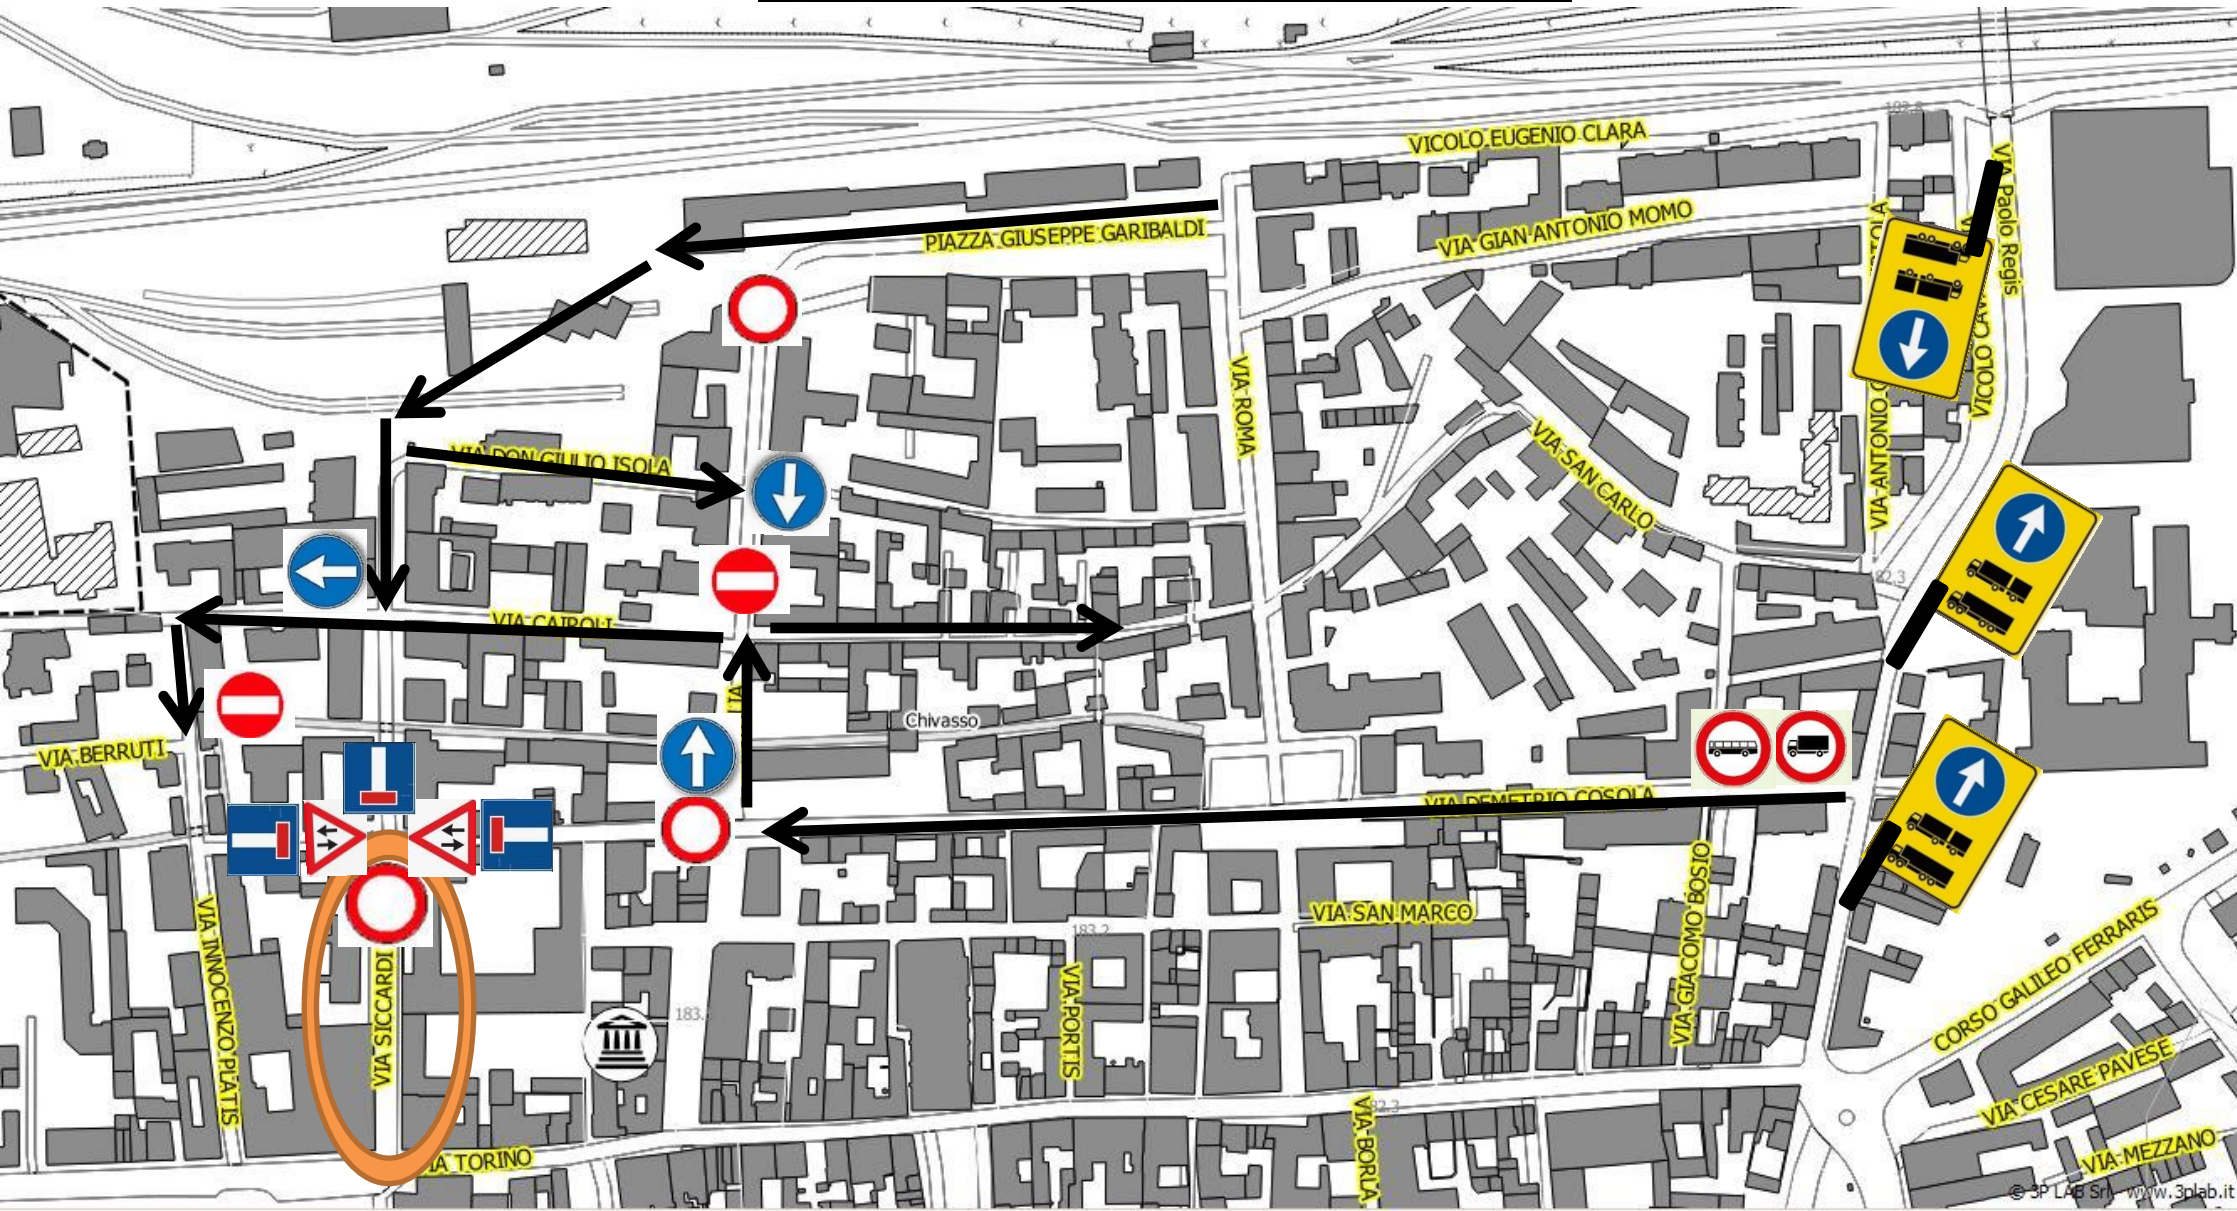 182.8
VICOLO EUGENIO CLARA
VIA Paolo Regis
VIA GIAN ANTONIO MOMO
PIAZZA GIUSEPPE GARIBALDI
VIA ROMA
VIA SAN CARLO
VIA ANTONIO
VICOLO
VIA DON GIULIO ISOLA
VIA CAIROLI
Chivasso
VIA BERRUTI
VIA DEMETRIO COSOLA
VIA SAN MARCO
VIA GIACOMO BOSIO
183.2
VIA INNOCENZO PLATIS
VIA SICCARDI
VIA PORTIS
CORSO GALILEO FERRARIS
VIA CESARE PAVESE
VIA BORLA
VIA TORINO
VIA MEZZANO
© 3P LAB Srl - www.3plab.it